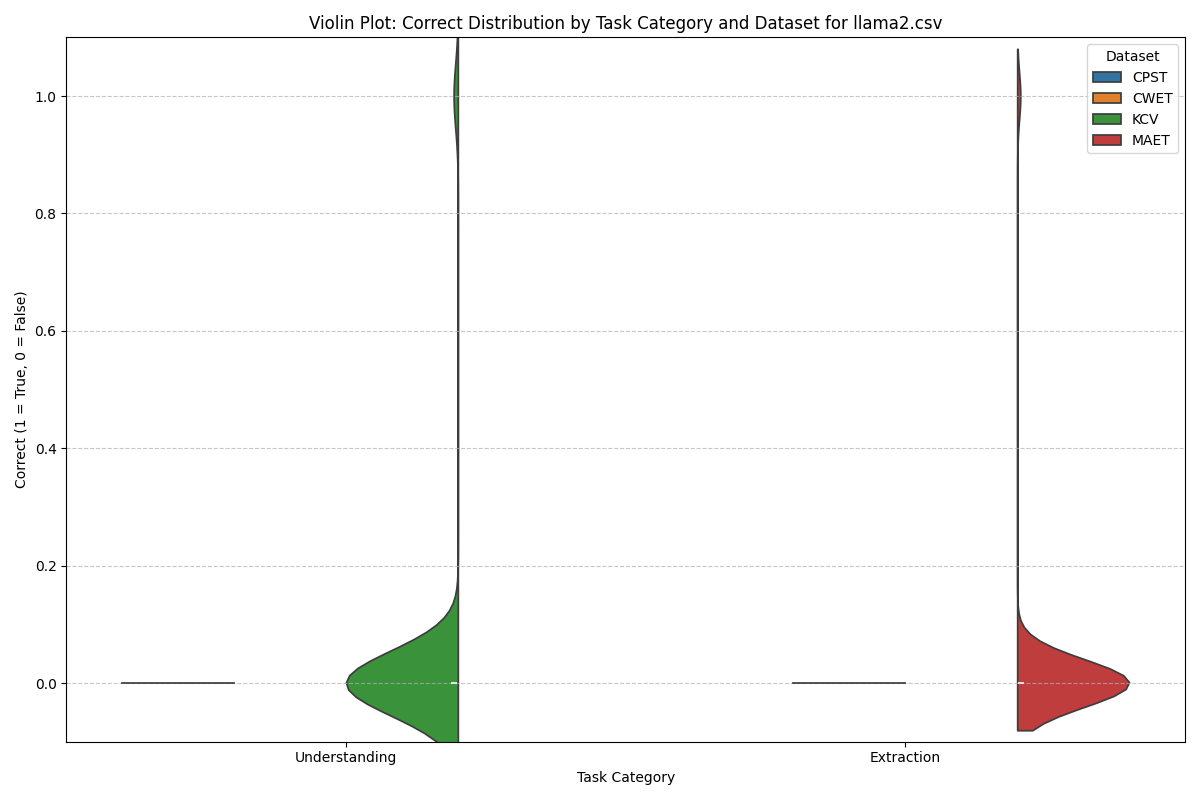 Violin Plot: Correct Distribution by Task Category and Dataset for llama2.csv
Correct (1 = True, 0 = False)
1.0
0.8
0.6
0.4
0.2
0.0
Dataset
CPST
CWET
KCV
MAET
Understanding
Extraction
Task Category